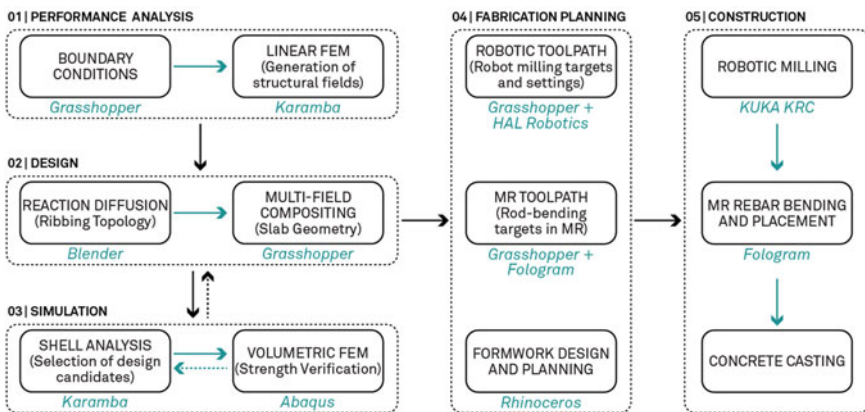 01| PERFORMANCE ANALYSIS
BOUNDARY
CONDITIONS
Grasshopper
LINEAR FEM
(Generation of
structural fields)
Karamba
02| DESIGN
REACTION DIFFUSION
(Ribbing Topology)
Blender
MULTI-FIELD
COMPOSITING
(Slab Geometry)
Grasshopper
03| SIMULATION
SHELL ANALYSIS
(Selection of design
candidates)
Karamba
VOLUMETRIC FEM
(Strength Verification)
Abaqus
04| FABRICATION PLANNING
ROBOTIC TOOLPATH
(Robot milling targets
and settings)
Grasshopper +
HAL Robotics
MR TOOLPATH
(Rod-bending
targets in MR)
Grasshopper +
Fologram
FORMWORK DESIGN
AND PLANNING
Rhinoceros
05| CONSTRUCTION
ROBOTIC MILLING
KUKA KRC
MR REBAR BENDING
AND PLACEMENT
Fologram
CONCRETE CASTING